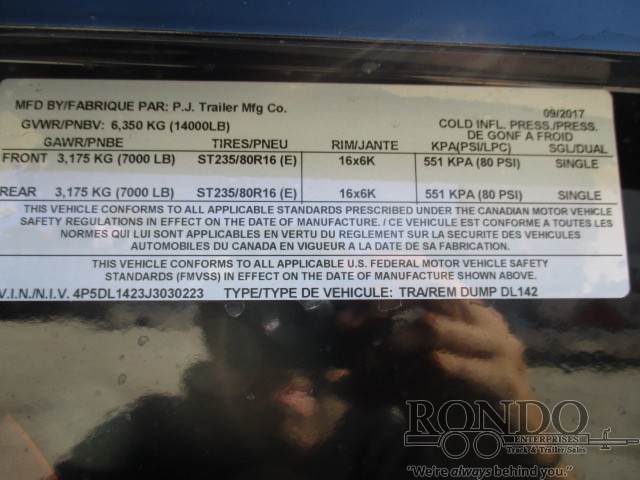 MFD BY/FABRIQUE PAR: P.J. Trailer Mfg Co. 09/2017
GVWR/PNBV: 6,350 KG (14000LB) COLD INFL. PRESS./PRESS.
DE GONF A FROID
GAWR/PNBE TIRES/PNEU RIM/JANTE KPA(PSI/LPC) SGL/DUAL
FRONT 3,175 KG (7000 LB) ST235/80R16 (E) 16x6K 551 KPA (80 PSI) SINGLE
REAR 3,175 KG (7000 LB) ST235/80R16 (E) 16x6K 551 KPA (80 PSI) SINGLE
THIS VEHICLE CONFORMS TO ALL APPLICABLE STANDARDS PRESCRIBED UNDER THE CANADIAN MOTOR VEHICLE
SAFETY REGULATIONS IN EFFECT ON THE DATE OF MANUFACTURE. / CE VEHICULE EST CONFORME A TOUTES LES
NORMES QUI LUI SONT APPLICABLES EN VERTU DU REGLEMENT SUR LA SECURITE DES VEHICULES
AUTOMOBILES DU CANADA EN VIGUEUR A LA DATE DE SA FABRICATION.
THIS VEHICLE CONFORMS TO ALL APPLICABLE U.S. FEDERAL MOTOR VEHICLE SAFETY
STANDARDS (FMVSS) IN EFFECT ON THE DATE OF MANUFACTURE SHOWN ABOVE.
V.I.N./N.I.V. 4P5DL1423J3030223 TYPE/TYPE DE VEHICULE: TRA/REM DUMP DL142
RONDO
ENTERPRISES
Truck & Trailer Sales
"We're always behind you."